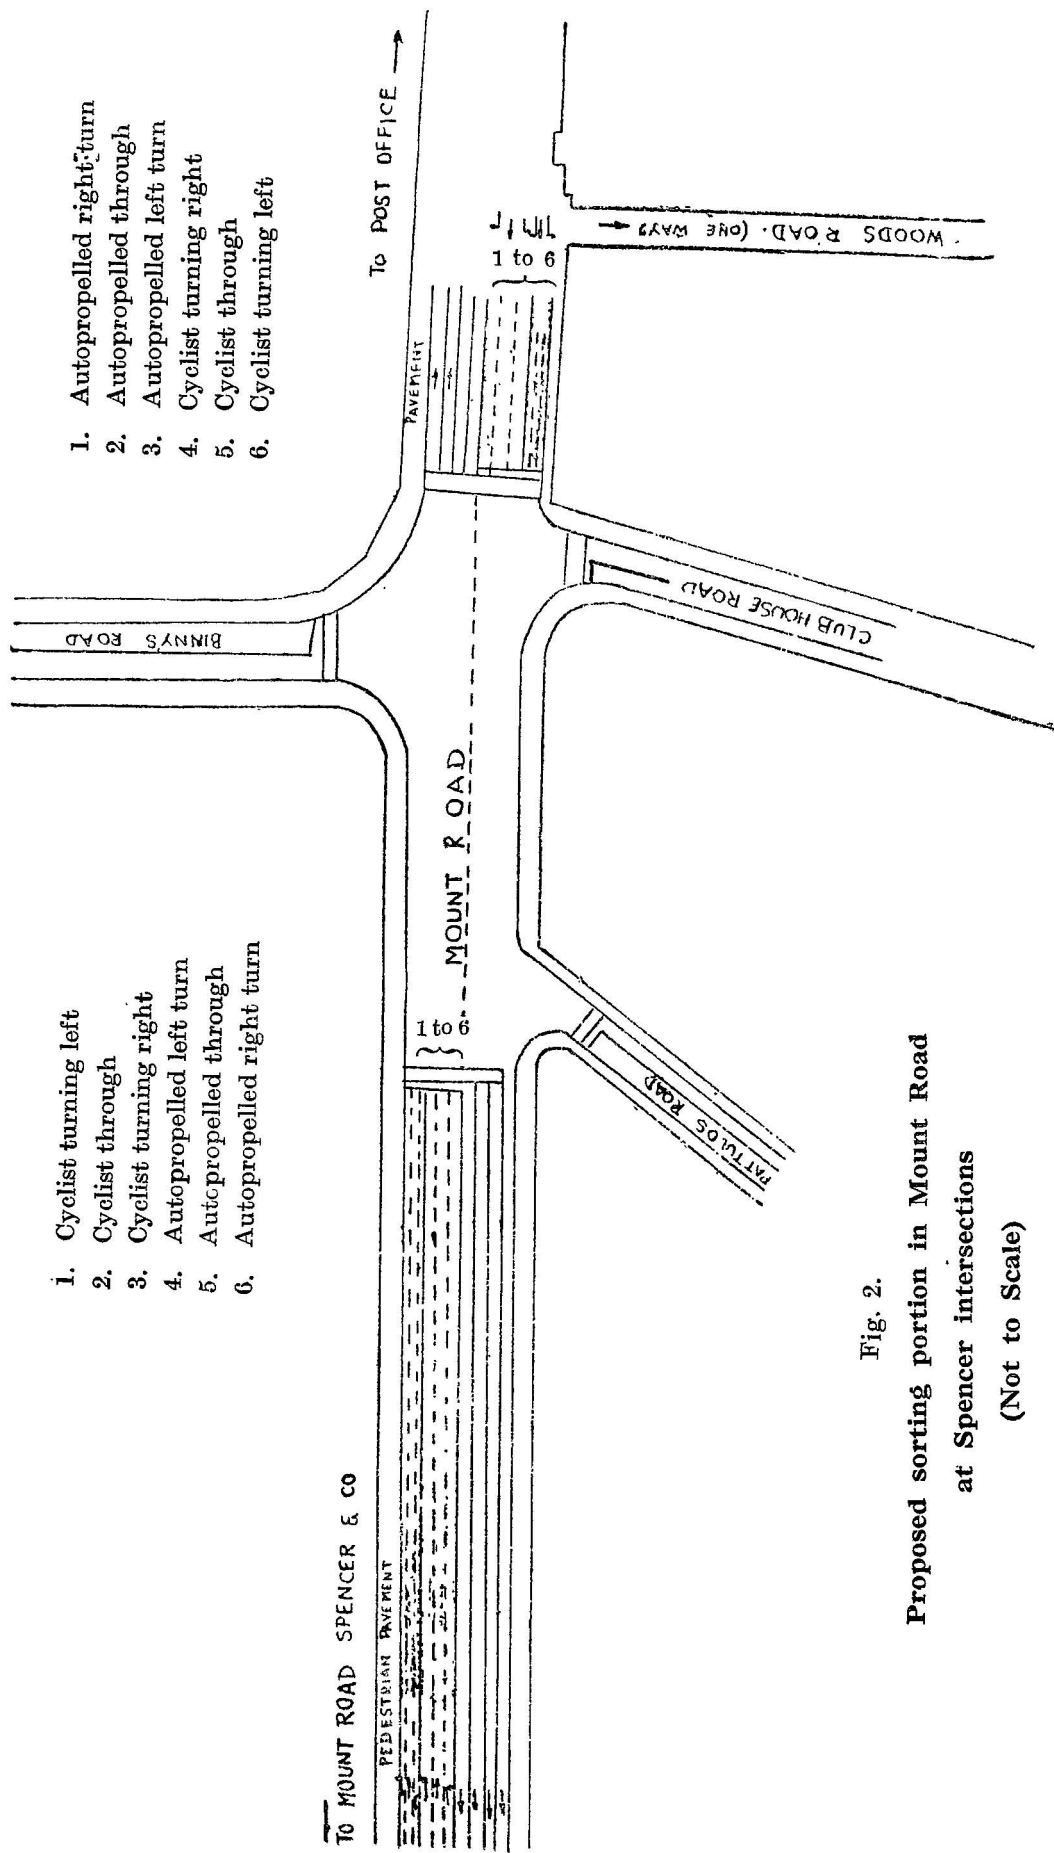 1. Cyclist turning left
2. Cyclist through
3. Cyclist turning right
4. Autopropelled left turn
5. Autopropelled through
6. Autopropelled right turn
1. Autopropelled right turn
2. Autopropelled through
3. Autopropelled left turn
4. Cyclist turning right
5. Cyclist through
6. Cyclist turning left
BINNYS ROAD
To POST OFFICE
TO MOUNT ROAD SPENCER & CO
PEDESTRIAN PAVEMENT
1 to 6
MOUNT ROAD
PAVEMENT
1 to 6
WOODS ROAD. (ONE WAY)
CLUB HOUSE ROAD
PATTULOS ROAD
Fig. 2.
Proposed sorting portion in Mount Road
at Spencer intersections
(Not to Scale)